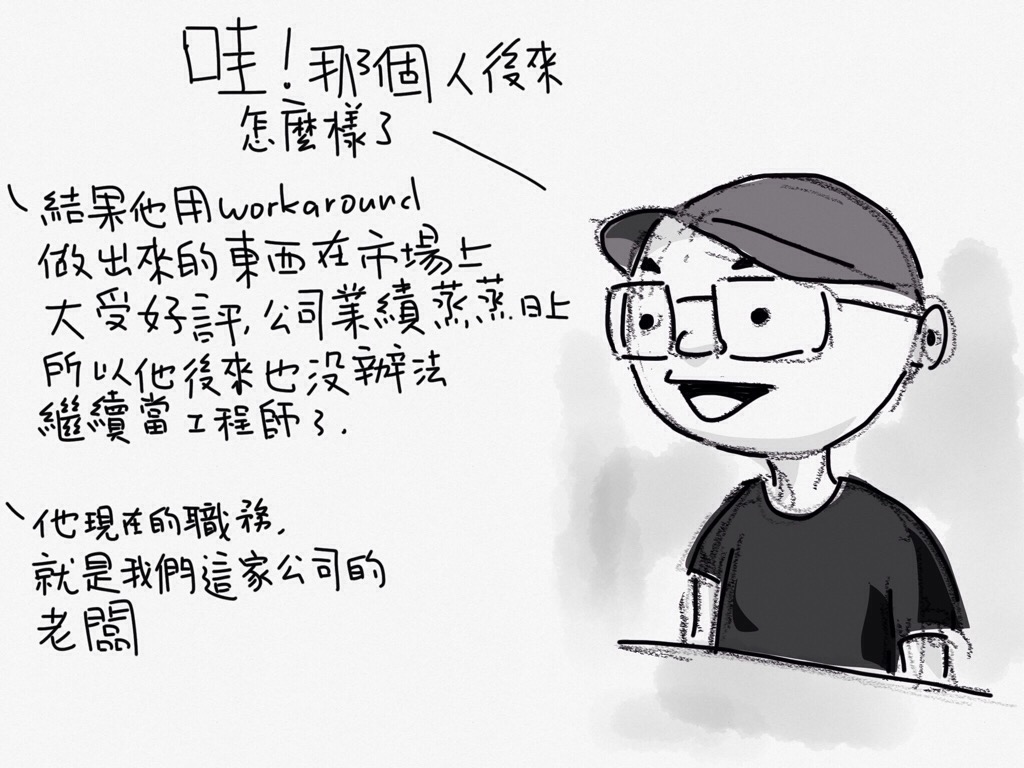 哇！那個人後來
怎麼樣了
結果他用workaround
做出來的東西在市場上
大受好評，公司業績蒸蒸日上
所以他後來也沒辦法
繼續當工程師了．
他現在的職務，
就是我們這家公司的
老闆